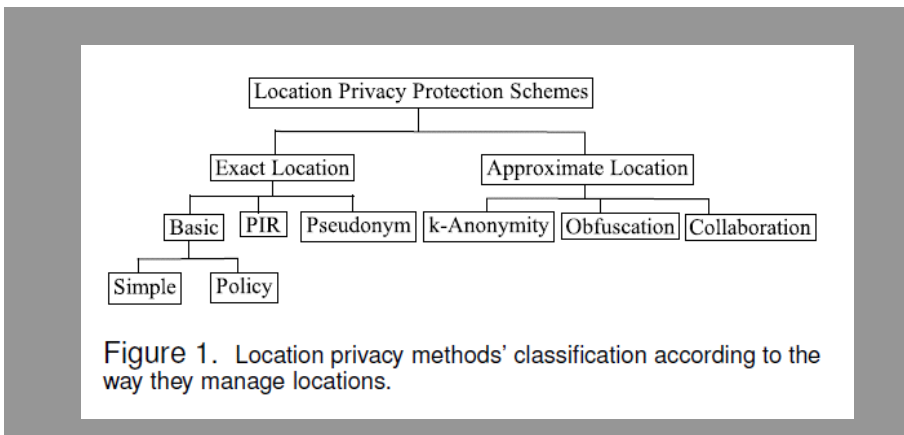 Location Privacy Protection Schemes
Exact Location
Approximate Location
Basic
PIR
Pseudonym
k-Anonymity
Obfuscation
Collaboration
Simple
Policy
Figure 1. Location privacy methods' classification according to the
way they manage locations.